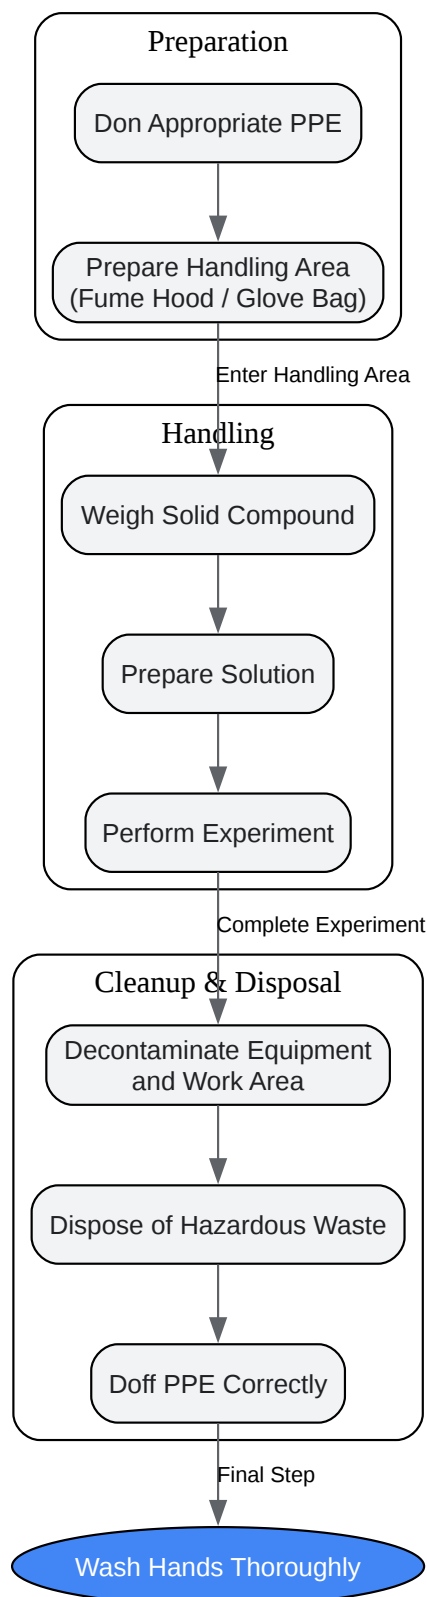 Preparation
Don Appropriate PPE
Prepare Handling Area
(Fume Hood / Glove Bag)
Enter Handling Area
Handling
Weigh Solid Compound
Prepare Solution
Perform Experiment
Complete Experiment
Cleanup & Disposal
Decontaminate Equipment
and Work Area
Dispose of Hazardous Waste
Doff PPE Correctly
Final Step
Wash Hands Thoroughly